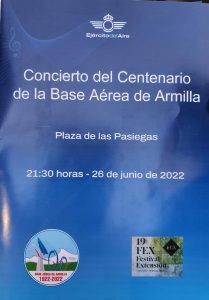 Ejército del Aire
Concierto del Centenario
de la Base Aérea de Armilla
Plaza de las Pasiegas
21:30 horas - 26 de junio de 2022
BASE AÉREA DE ARMILLA
1922-2022
19
FEX
Festival
Extensión